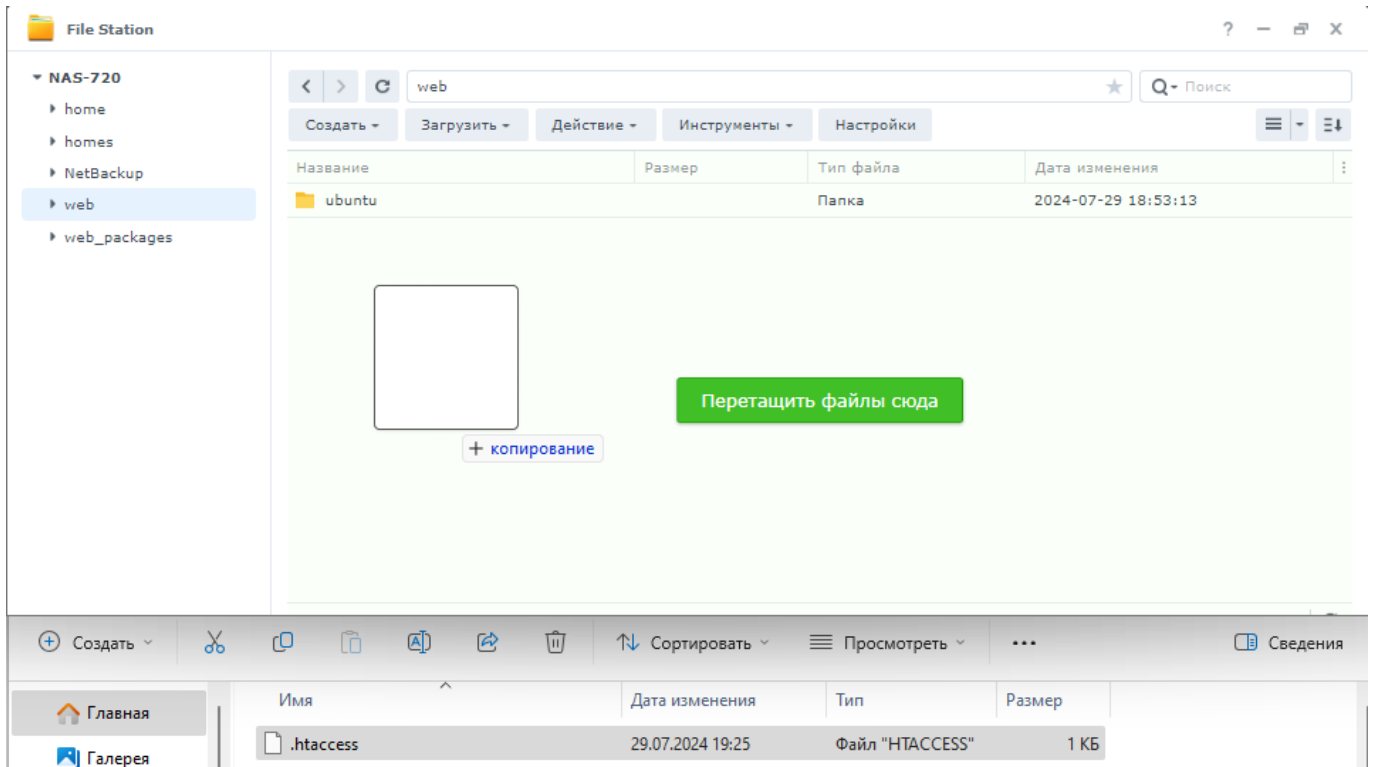 File Station
?
NAS-720
home
homes
NetBackup
web
web_packages
web
Поиск
Создать Загрузить Действие Инструменты Настройки
Название Размер Тип файла Дата изменения
ubuntu Папка 2024-07-29 18:53:13
Перетащить файлы сюда
+ копирование
Создать Сортировать Просмотреть ... Сведения
Главная
Галерея
Имя Дата изменения Тип Размер
.htaccess 29.07.2024 19:25 Файл "HTACCESS" 1 КБ